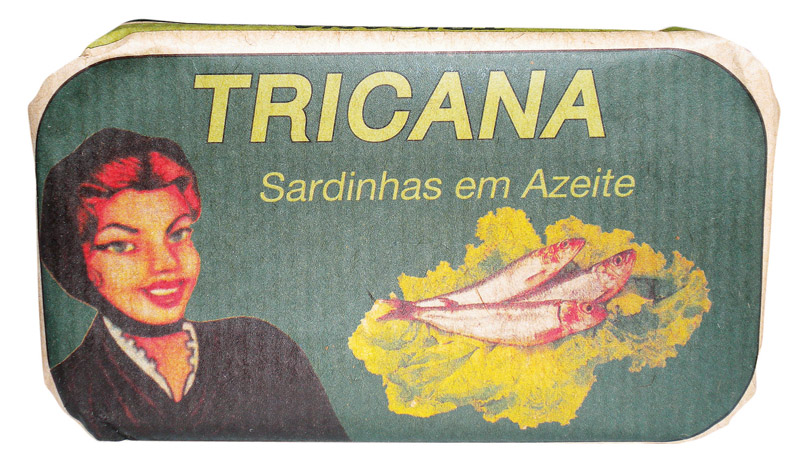 TRICANA
Sardinhas em Azeite